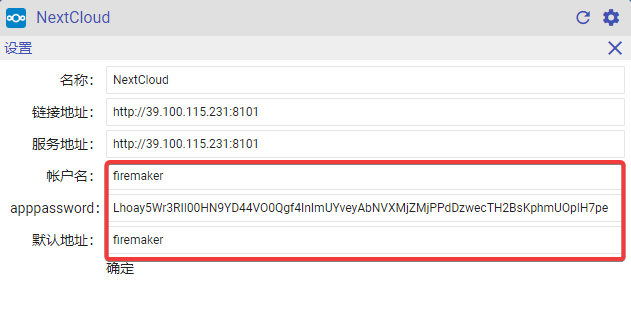 NextCloud
设置
名称： NextCloud
链接地址： http://39.100.115.231:8101
服务地址： http://39.100.115.231:8101
帐户名： firemaker
apppassword： Lhoay5Wr3RII00HN9YD44VO0Qgf4InImUYveyAbNVXMjZMjPPdDzwecTH2BsKphmUOpIH7pe
默认地址： firemaker
确定